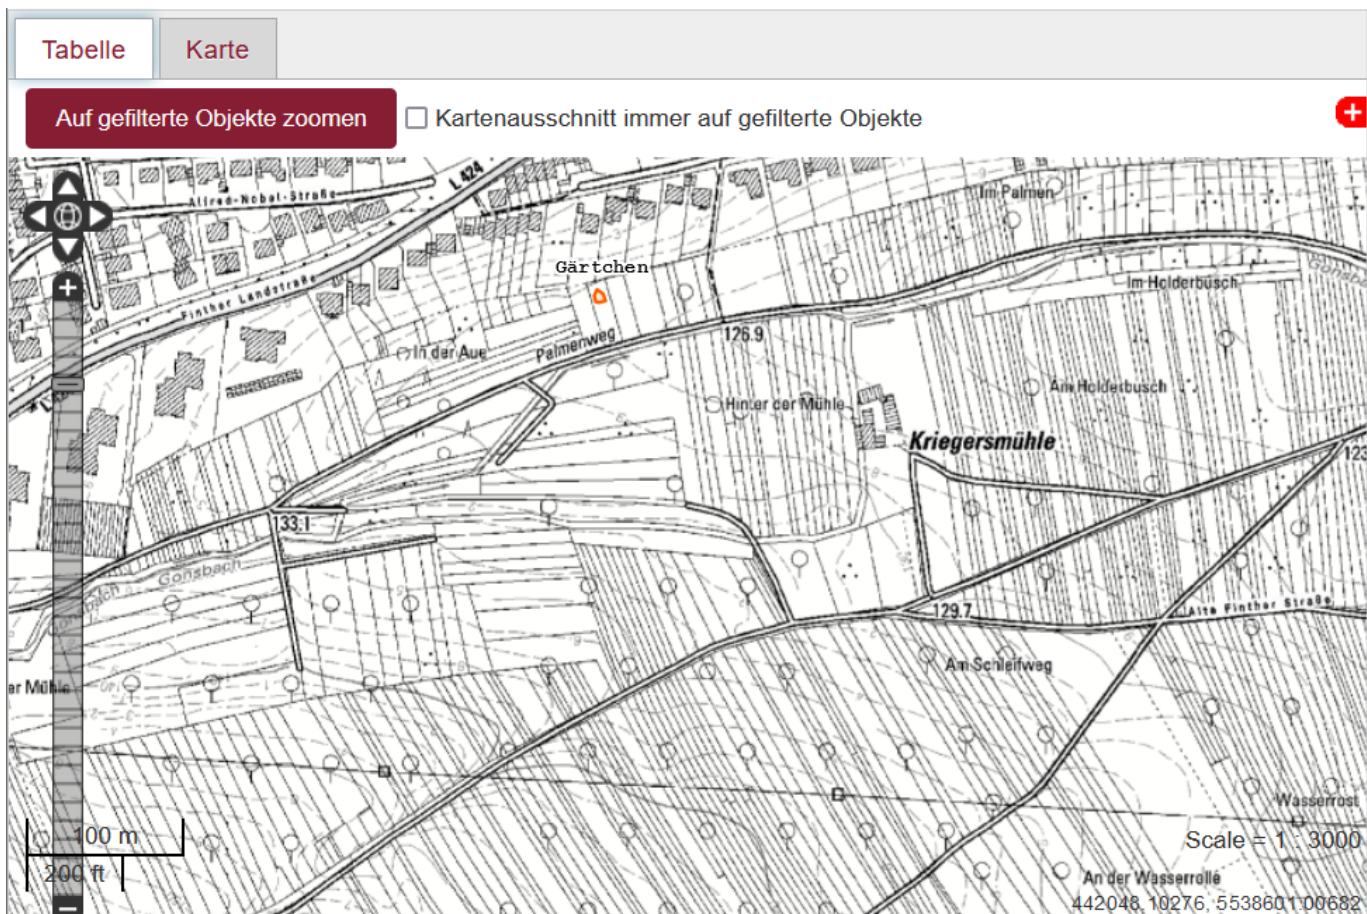 Tabelle
Karte
Auf gefilterte Objekte zoomen
Kartenausschnitt immer auf gefilterte Objekte
L 424
Alfred-Nobel-Straße
Im Palmen
Gärtchen
Finther Landstraße
Im Holderbusch
Palmenweg
126.9
In der Aue
Am Holderbusch
Hinter der Mühle
Kriegersmühle
123
133.1
Gonsbach
129.7
Alte Finther Straße
Am Schleifweg
er Mühle
Wasserrost
100 m
Scale = 1 : 3000
200 ft
An der Wasserrolle
442048.10276, 5538601.00682